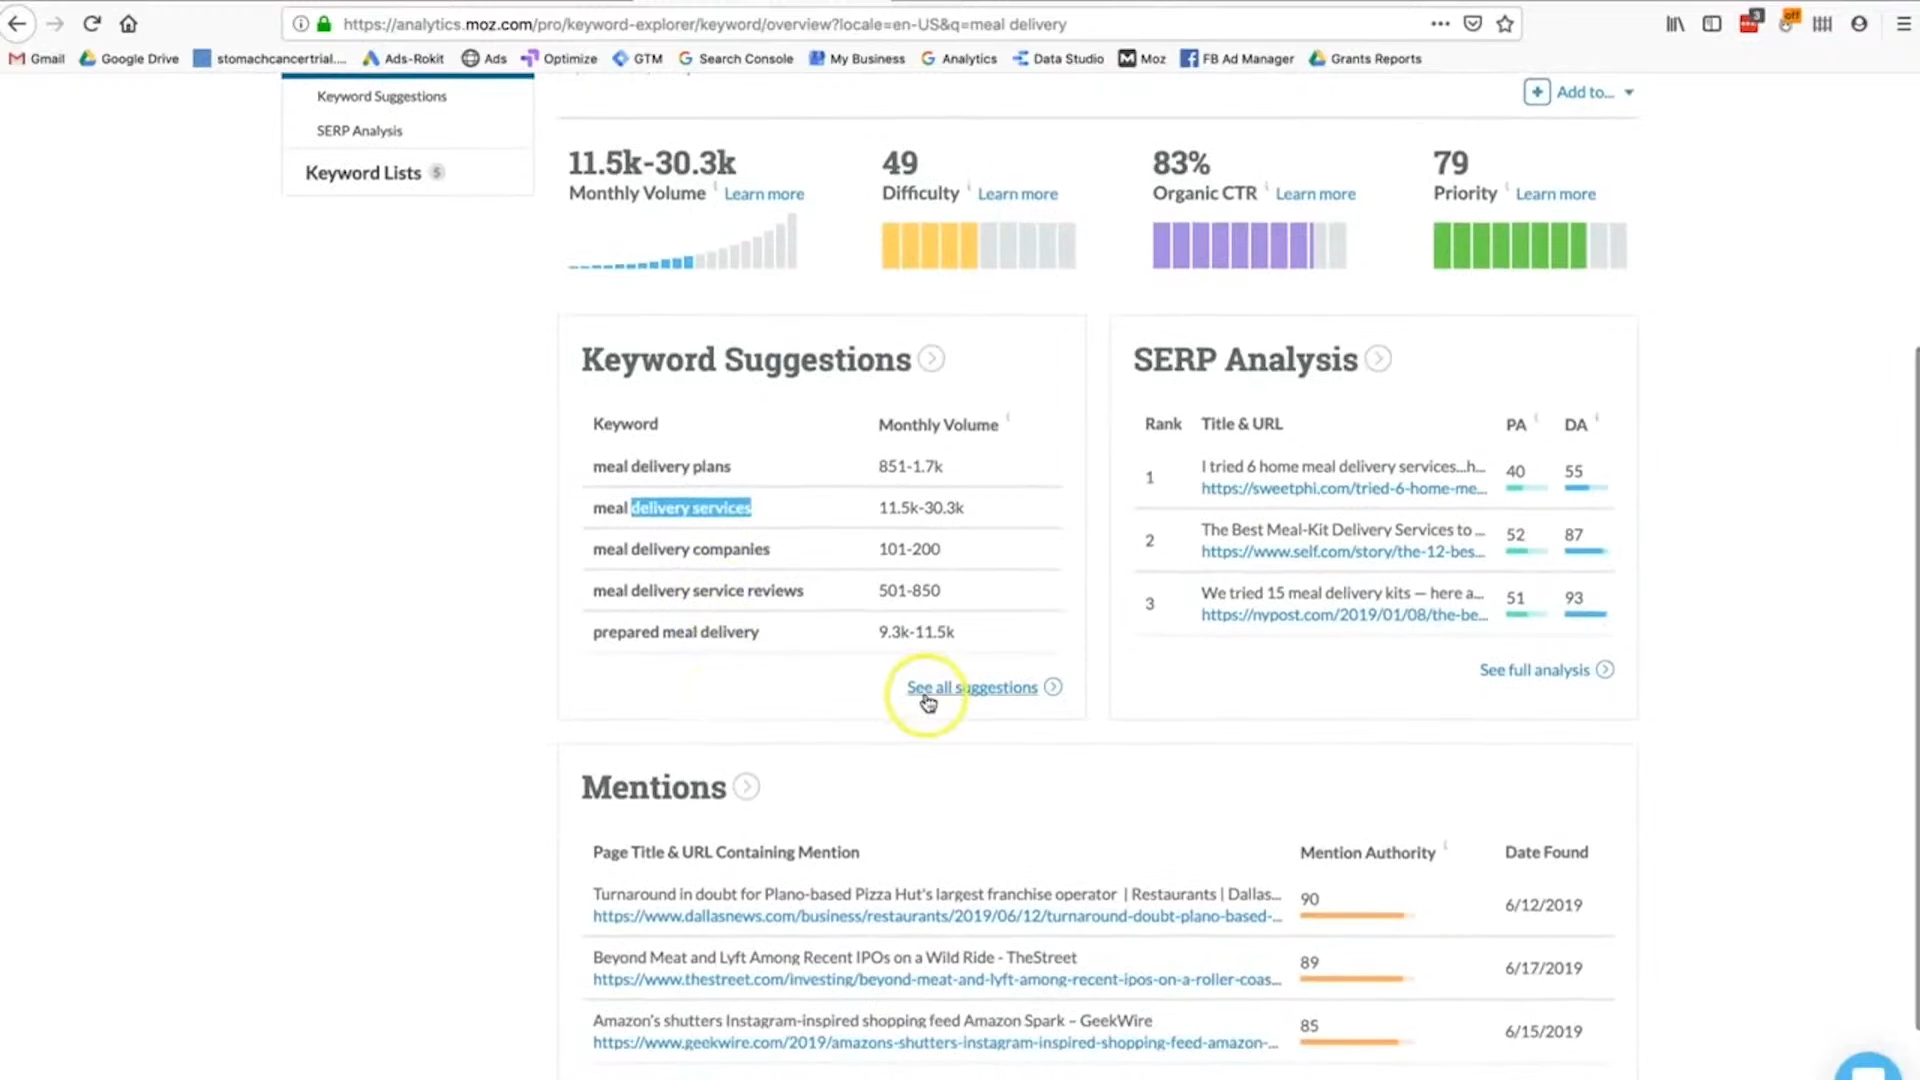 https://analytics.moz.com/pro/keyword-explorer/keyword/overview?locale=en-US&q=meal delivery
3
off
Gmail Google Drive stomachcancertrial.... Ads-Rokit Ads Optimize GTM Search Console My Business Analytics Data Studio Moz FB Ad Manager Grants Reports
Keyword Suggestions
SERP Analysis
Keyword Lists 5
Add to...
11.5k-30.3k
Monthly Volume Learn more
49
Difficulty Learn more
83%
Organic CTR Learn more
79
Priority Learn more
Keyword Suggestions
Keyword Monthly Volume
meal delivery plans 851-1.7k
meal delivery services 11.5k-30.3k
meal delivery companies 101-200
meal delivery service reviews 501-850
prepared meal delivery 9.3k-11.5k
See all suggestions
SERP Analysis
Rank Title & URL PA DA
1 I tried 6 home meal delivery services...h... 40 55
https://sweetphi.com/tried-6-home-me...
2 The Best Meal-Kit Delivery Services to ... 52 87
https://www.self.com/story/the-12-bes...
3 We tried 15 meal delivery kits — here a... 51 93
https://nypost.com/2019/01/08/the-be...
See full analysis
Mentions
Page Title & URL Containing Mention Mention Authority Date Found
Turnaround in doubt for Plano-based Pizza Hut's largest franchise operator | Restaurants | Dallas... 90 6/12/2019
https://www.dallasnews.com/business/restaurants/2019/06/12/turnaround-doubt-plano-based-...
Beyond Meat and Lyft Among Recent IPOs on a Wild Ride - TheStreet 89 6/17/2019
https://www.thestreet.com/investing/beyond-meat-and-lyft-among-recent-ipos-on-a-roller-coas...
Amazon's shutters Instagram-inspired shopping feed Amazon Spark – GeekWire 85 6/15/2019
https://www.geekwire.com/2019/amazons-shutters-instagram-inspired-shopping-feed-amazon-...